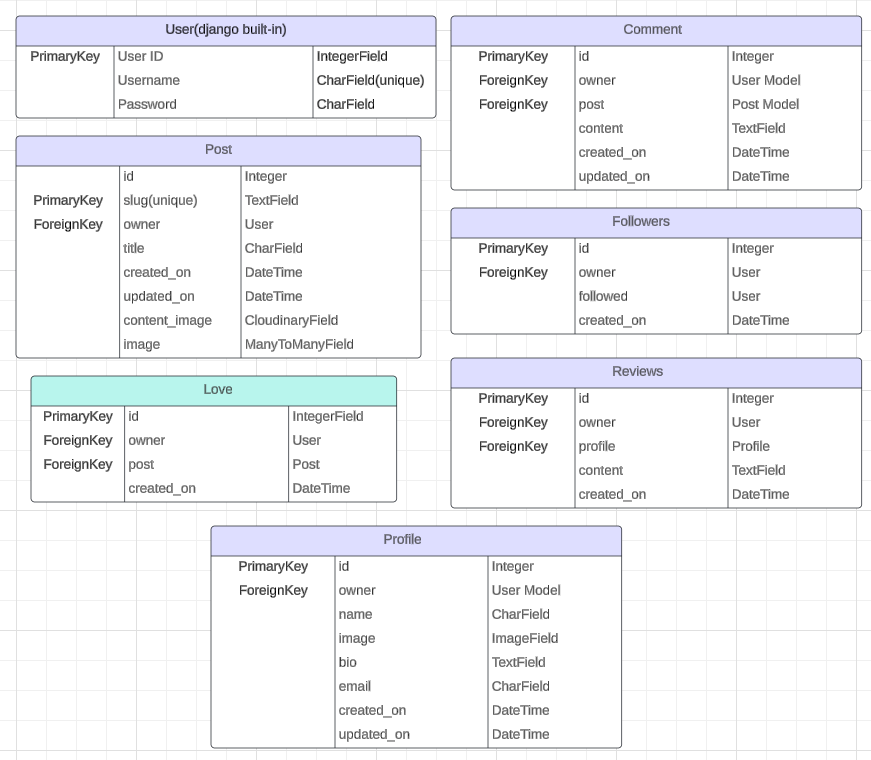 User(django built-in)
PrimaryKey User ID IntegerField
Username CharField(unique)
Password CharField
Post
id Integer
PrimaryKey slug(unique) TextField
ForeignKey owner User
title CharField
created_on DateTime
updated_on DateTime
content_image CloudinaryField
image ManyToManyField
Love
PrimaryKey id IntegerField
ForeignKey owner User
ForeignKey post Post
created_on DateTime
Comment
PrimaryKey id Integer
ForeignKey owner User Model
ForeignKey post Post Model
content TextField
created_on DateTime
updated_on DateTime
Followers
PrimaryKey id Integer
ForeignKey owner User
followed User
created_on DateTime
Reviews
PrimaryKey id Integer
ForeignKey owner User
ForeignKey profile Profile
content TextField
created_on DateTime
Profile
PrimaryKey id Integer
ForeignKey owner User Model
name CharField
image ImageField
bio TextField
email CharField
created_on DateTime
updated_on DateTime